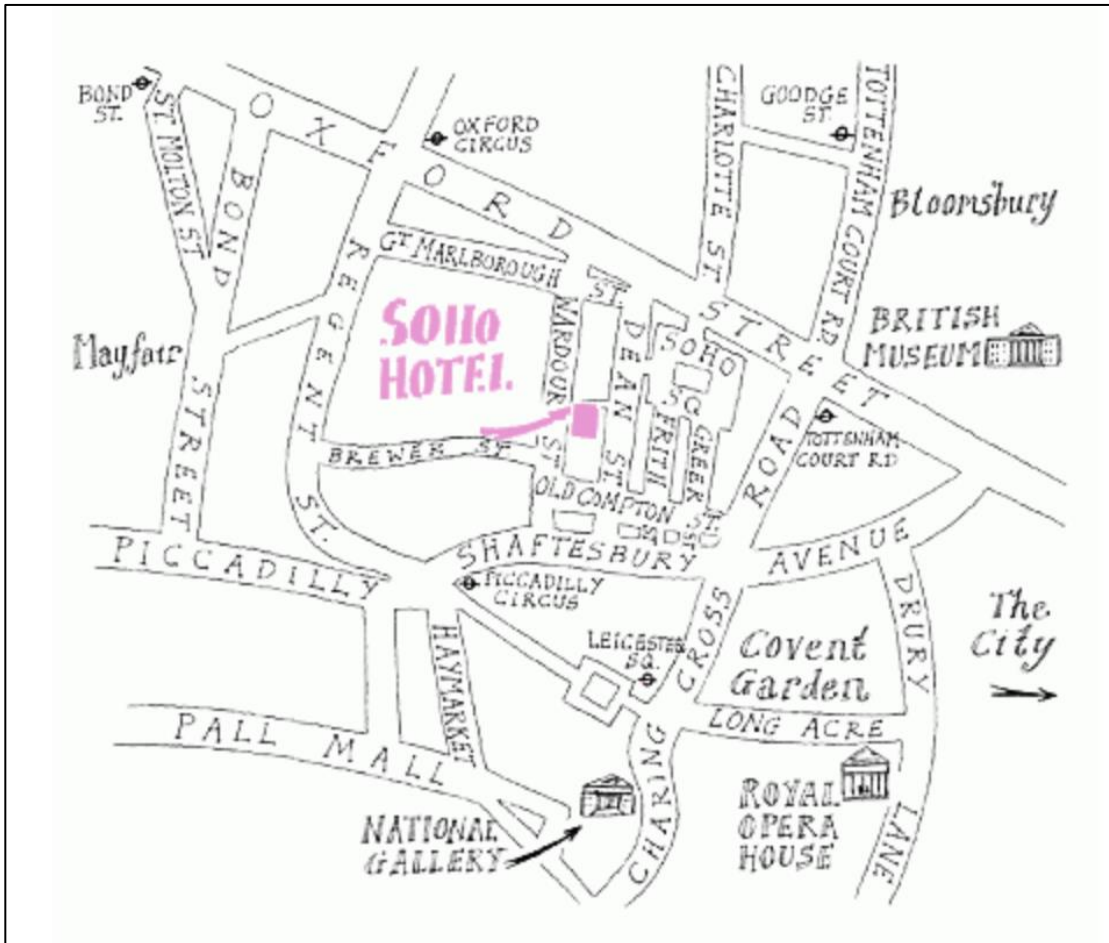 BOND
ST.
ST. MOLTON ST
BOND
STREET
OXFORD
STREET
OXFORD
CIRCUS
CHARLOTTE ST.
GOODGE
ST.
TOTTENHAM COURT RD.
Bloomsbury
BRITISH
MUSEUM
GT. MARLBOROUGH
ST.
REGENT
ST.
SOHO
HOTEL
WARDOUR
ST
DEAN ST.
SOHO
SQ
FRITH
ST
GREEK
ST.
Mayfair
BREWER ST
OLD COMPTON
ST
TOTTENHAM
COURT RD
CHARING
CROSS
ROAD
SHAFTESBURY
AVENUE
PICCADILLY
PICCADILLY
CIRCUS
HAYMARKET
LEICESTER
SQ.
Covent
Garden
DRURY
LANE
The
City
LONG ACRE
PALL MALL
NATIONAL
GALLERY
ROYAL
OPERA
HOUSE